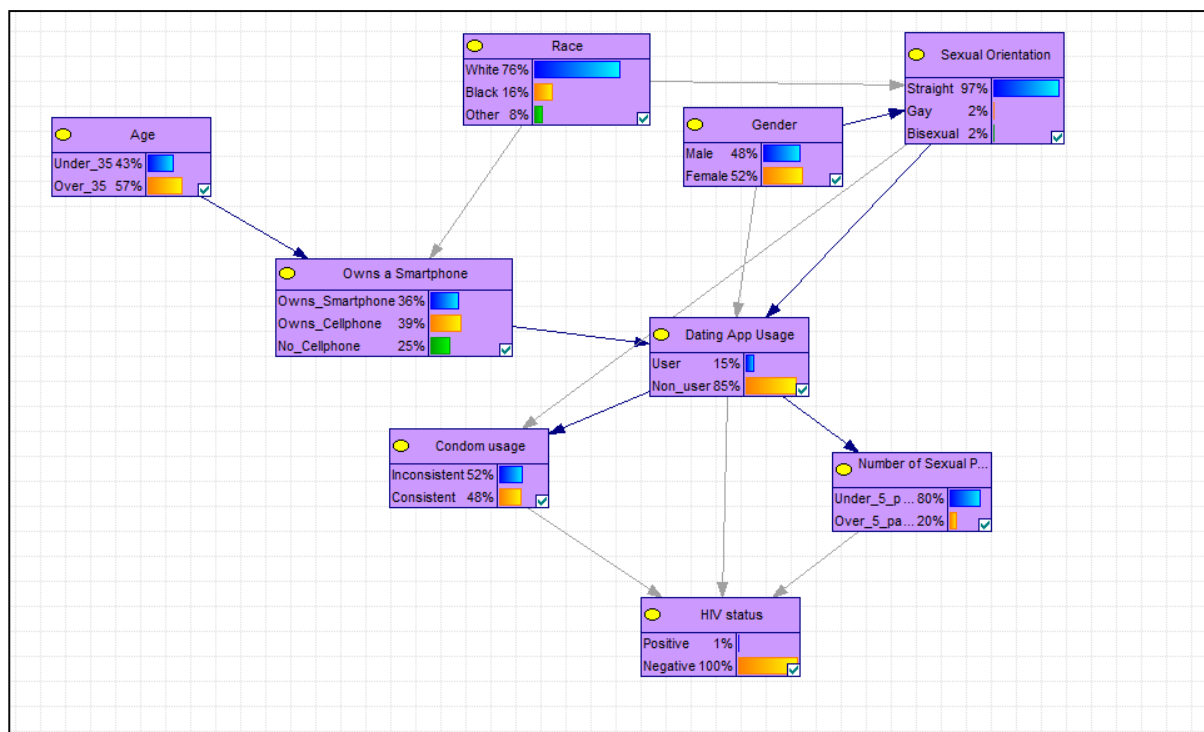 Race
White 76%
Black 16%
Other 8%
Sexual Orientation
Straight 97%
Gay 2%
Bisexual 2%
Gender
Male 48%
Female 52%
Age
Under_35 43%
Over_35 57%
Owns a Smartphone
Owns_Smartphone 36%
Owns_Cellphone 39%
No_Cellphone 25%
Dating App Usage
User 15%
Non_user 85%
Condom usage
Inconsistent 52%
Consistent 48%
Number of Sexual P...
Under_5_p... 80%
Over_5_pa... 20%
HIV status
Positive 1%
Negative 100%